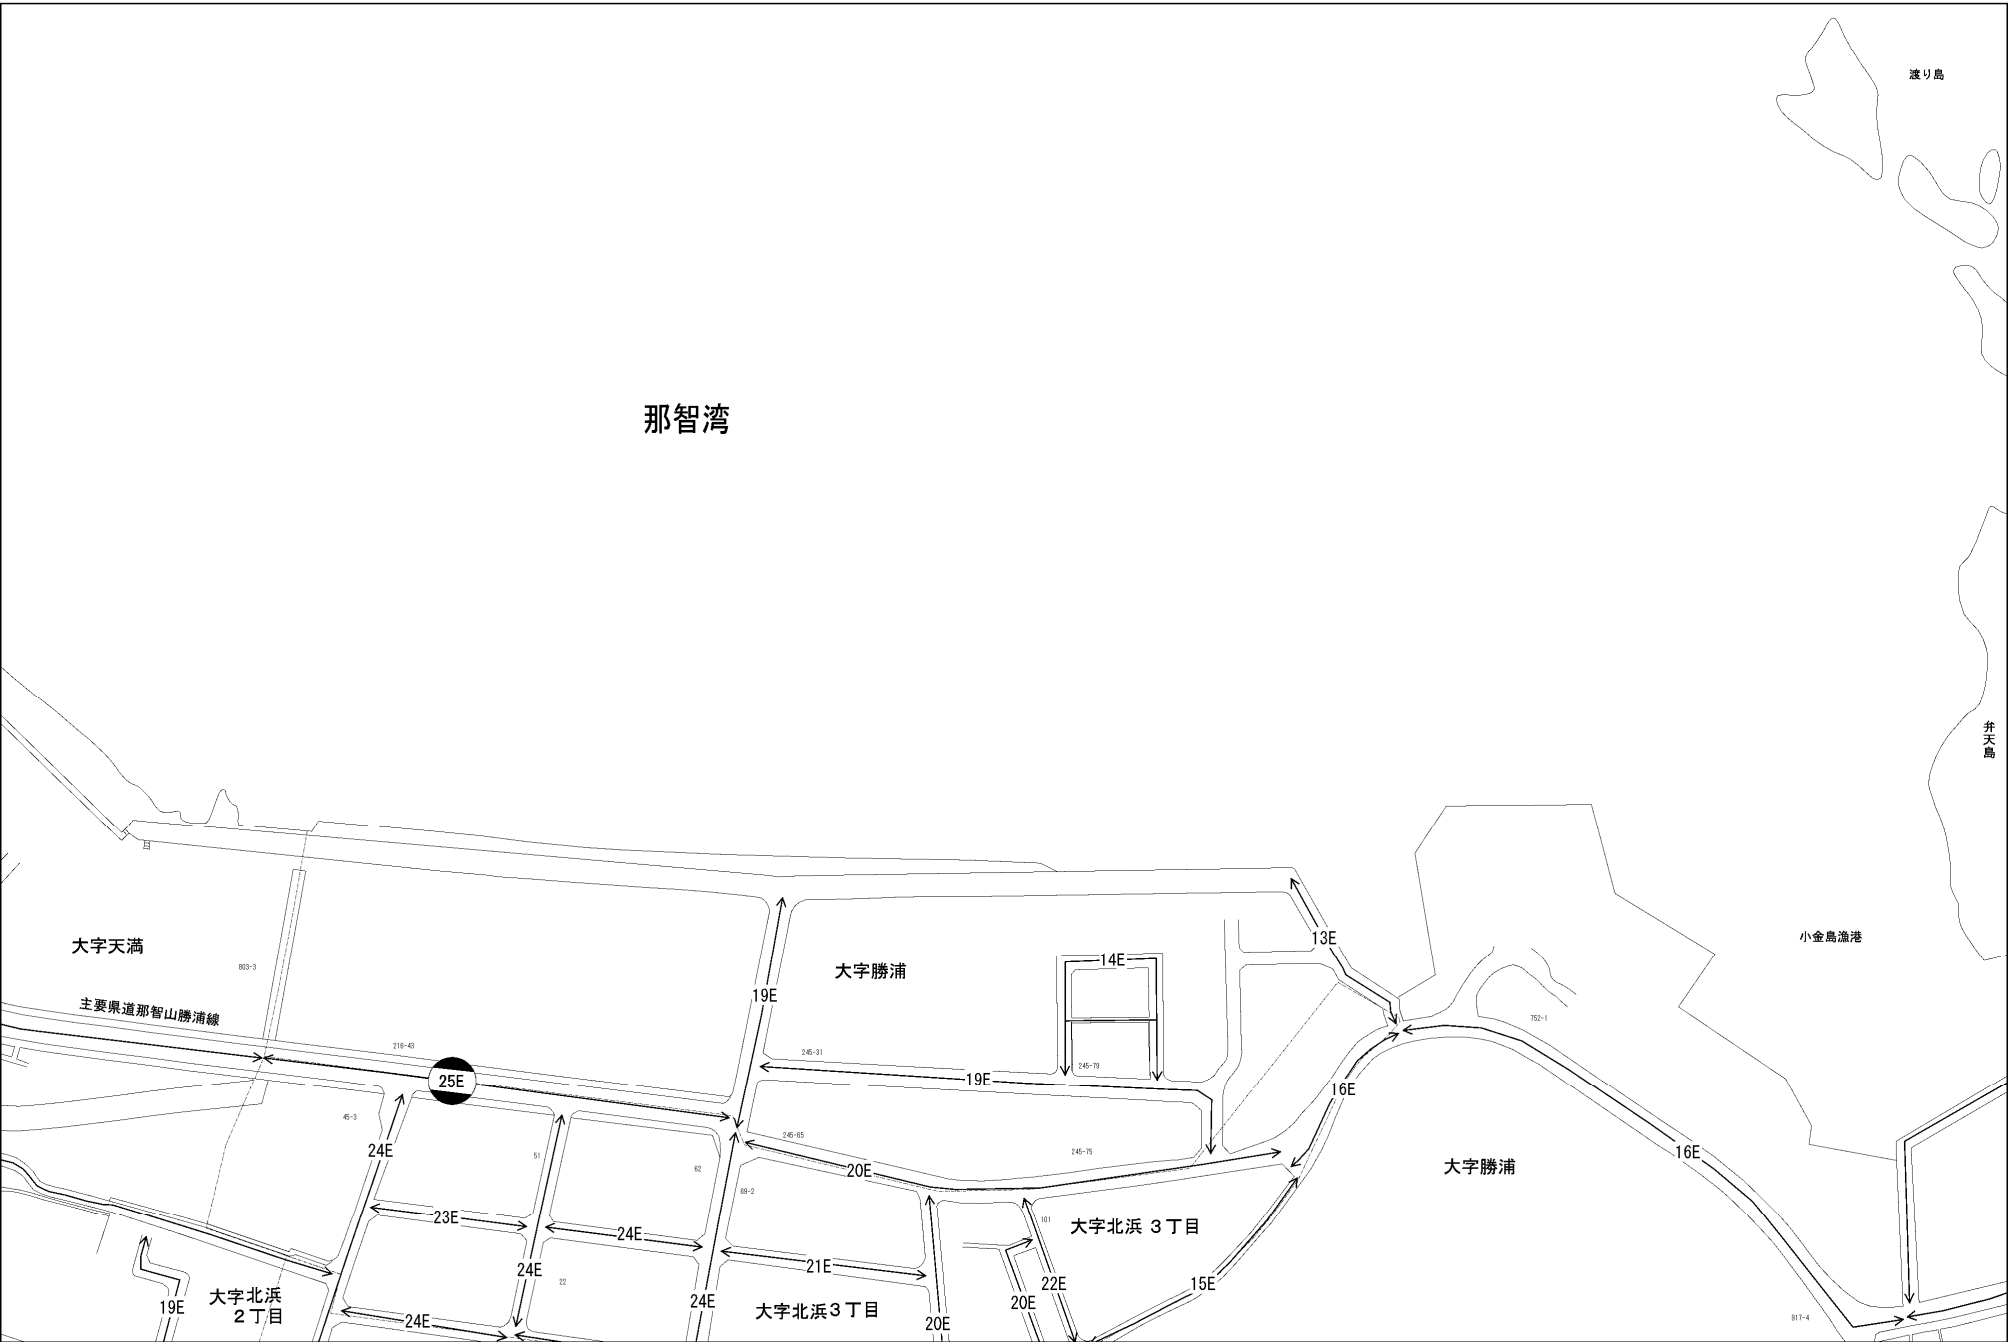 渡り島
那智湾
弁天島
小金島漁港
13E
大字天満
803-3
大字勝浦
14E
19E
主要県道那智山勝浦線
752-1
216-43
245-31
245-79
25E
19E
16E
45-3
245-65
24E
51
62
20E
245-75
16E
大字勝浦
69-2
23E
24E
101
大字北浜 3丁目
21E
24E
22
22E
15E
19E
大字北浜
2丁目
24E
24E
大字北浜3丁目
20E
20E
917-4